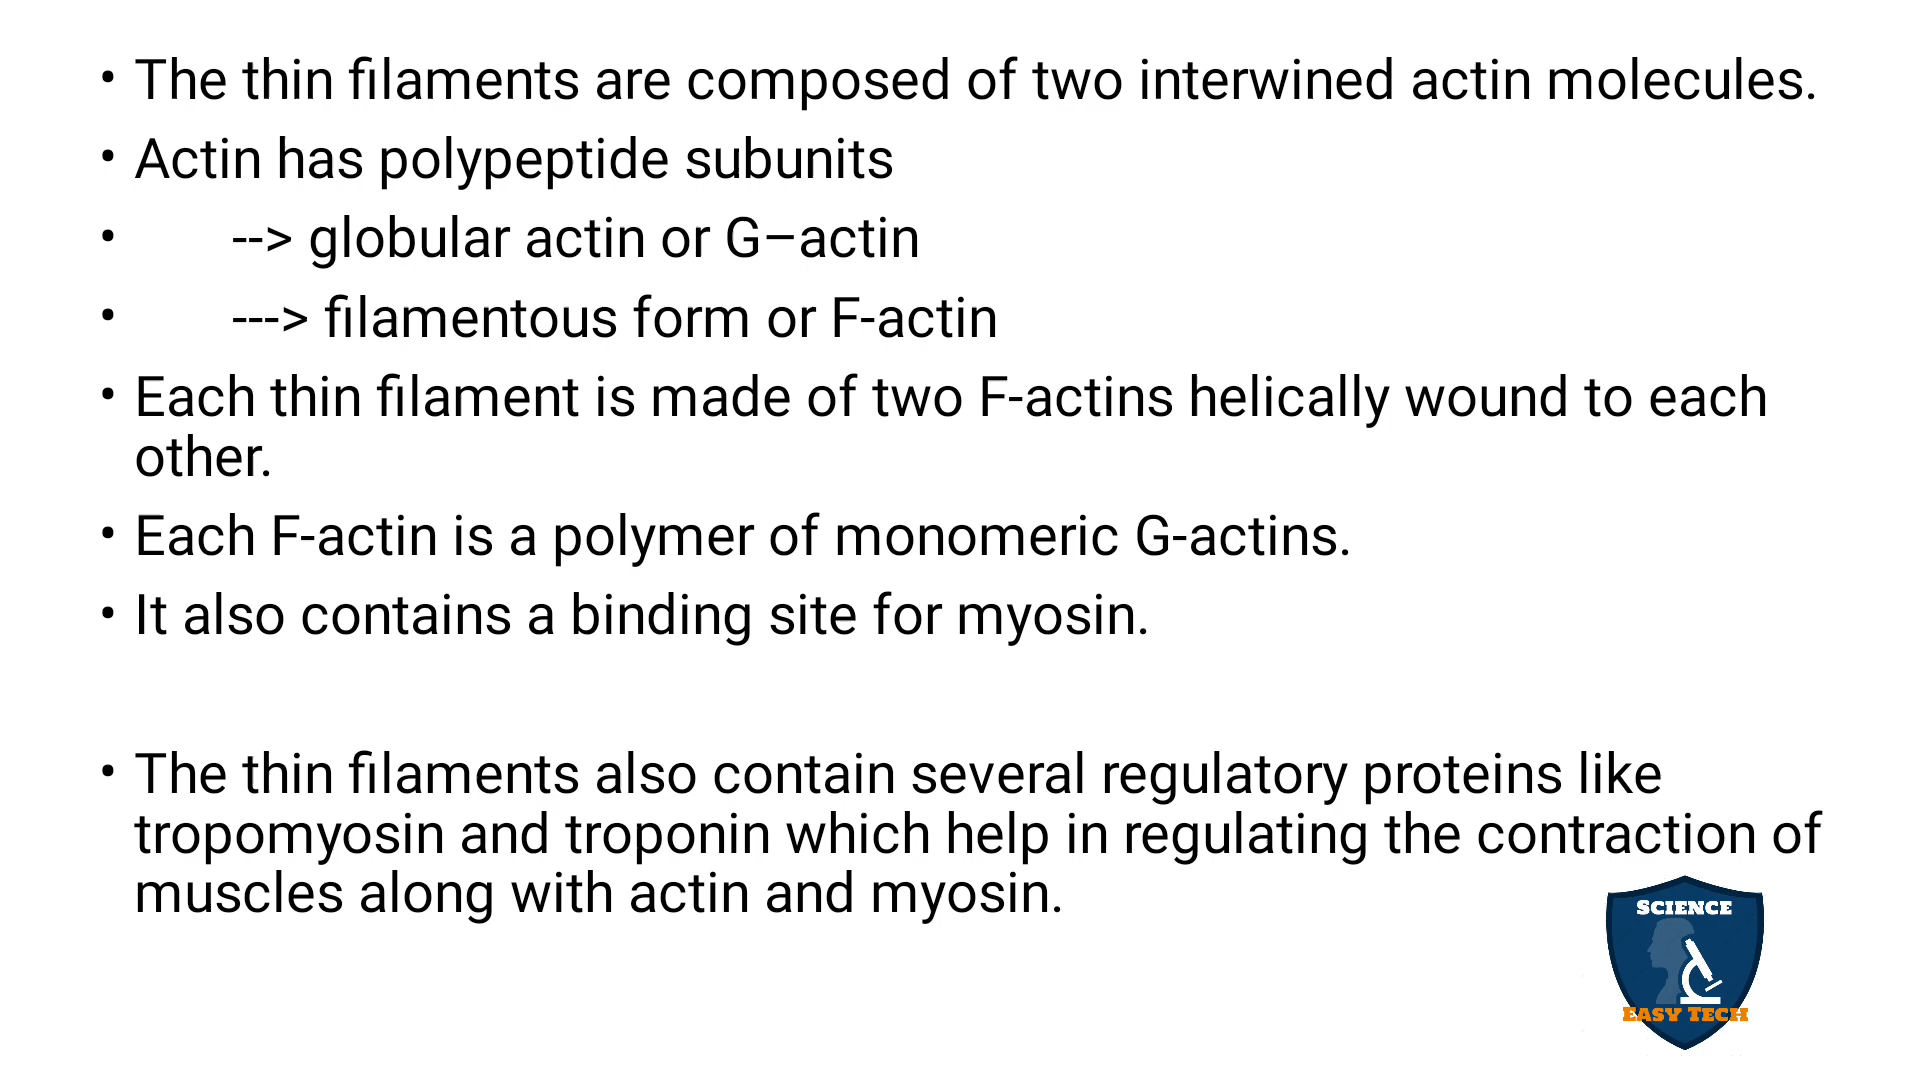 • The thin filaments are composed of two interwined actin molecules.
• Actin has polypeptide subunits
• --> globular actin or G–actin
• ---> filamentous form or F-actin
• Each thin filament is made of two F-actins helically wound to each
other.
• Each F-actin is a polymer of monomeric G-actins.
• It also contains a binding site for myosin.
• The thin filaments also contain several regulatory proteins like
tropomyosin and troponin which help in regulating the contraction of
muscles along with actin and myosin.
SCIENCE
EASY TECH